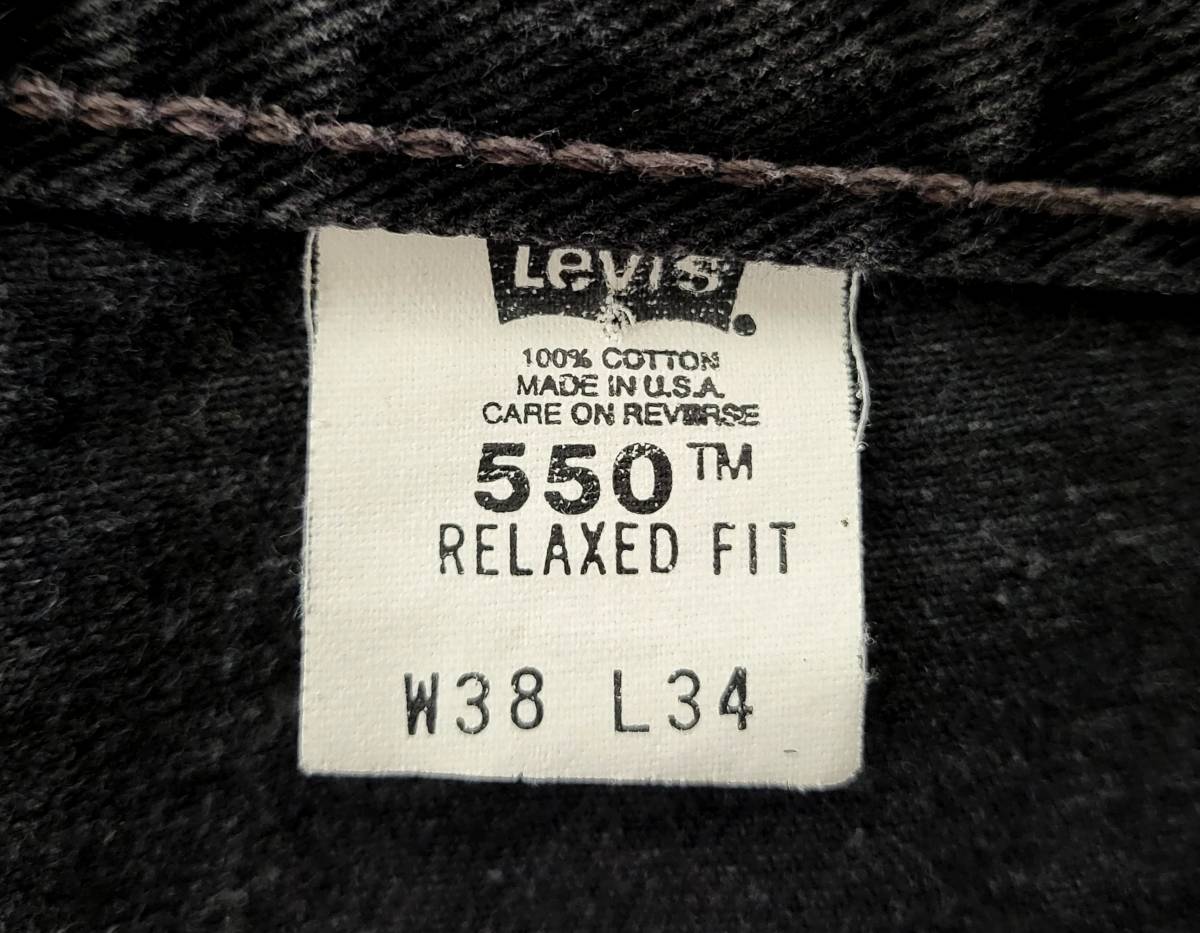 Levi's
100% COTTON
MADE IN U.S.A.
CARE ON REVERSE
550™
RELAXED FIT
W38 L34